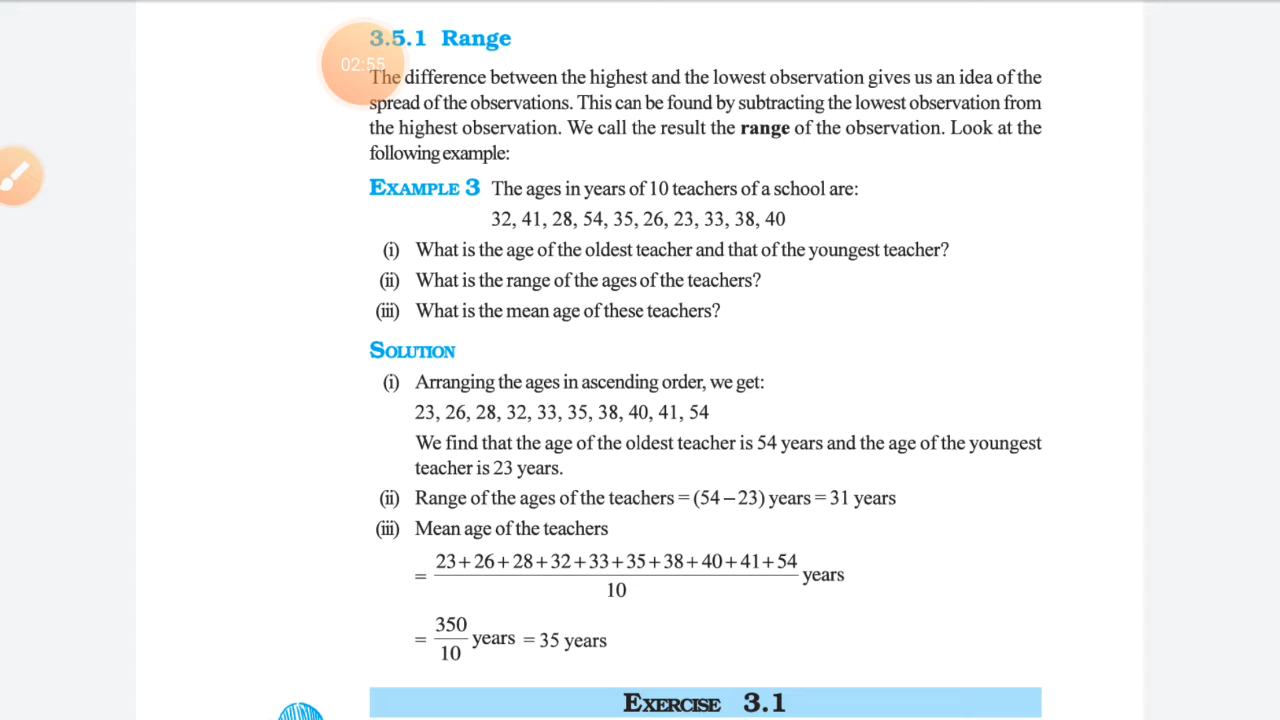 3.5.1 Range
02:55
The difference between the highest and the lowest observation gives us an idea of the
spread of the observations. This can be found by subtracting the lowest observation from
the highest observation. We call the result the range of the observation. Look at the
following example:
EXAMPLE 3 The ages in years of 10 teachers of a school are:
32, 41, 28, 54, 35, 26, 23, 33, 38, 40
(i) What is the age of the oldest teacher and that of the youngest teacher?
(ii) What is the range of the ages of the teachers?
(iii) What is the mean age of these teachers?
SOLUTION
(i) Arranging the ages in ascending order, we get:
23, 26, 28, 32, 33, 35, 38, 40, 41, 54
We find that the age of the oldest teacher is 54 years and the age of the youngest
teacher is 23 years.
(ii) Range of the ages of the teachers = (54 – 23) years = 31 years
(iii) Mean age of the teachers
23 + 26 + 28 + 32 + 33 + 35 + 38 + 40 + 41 + 54
= years
10
350
= years = 35 years
10
EXERCISE 3.1